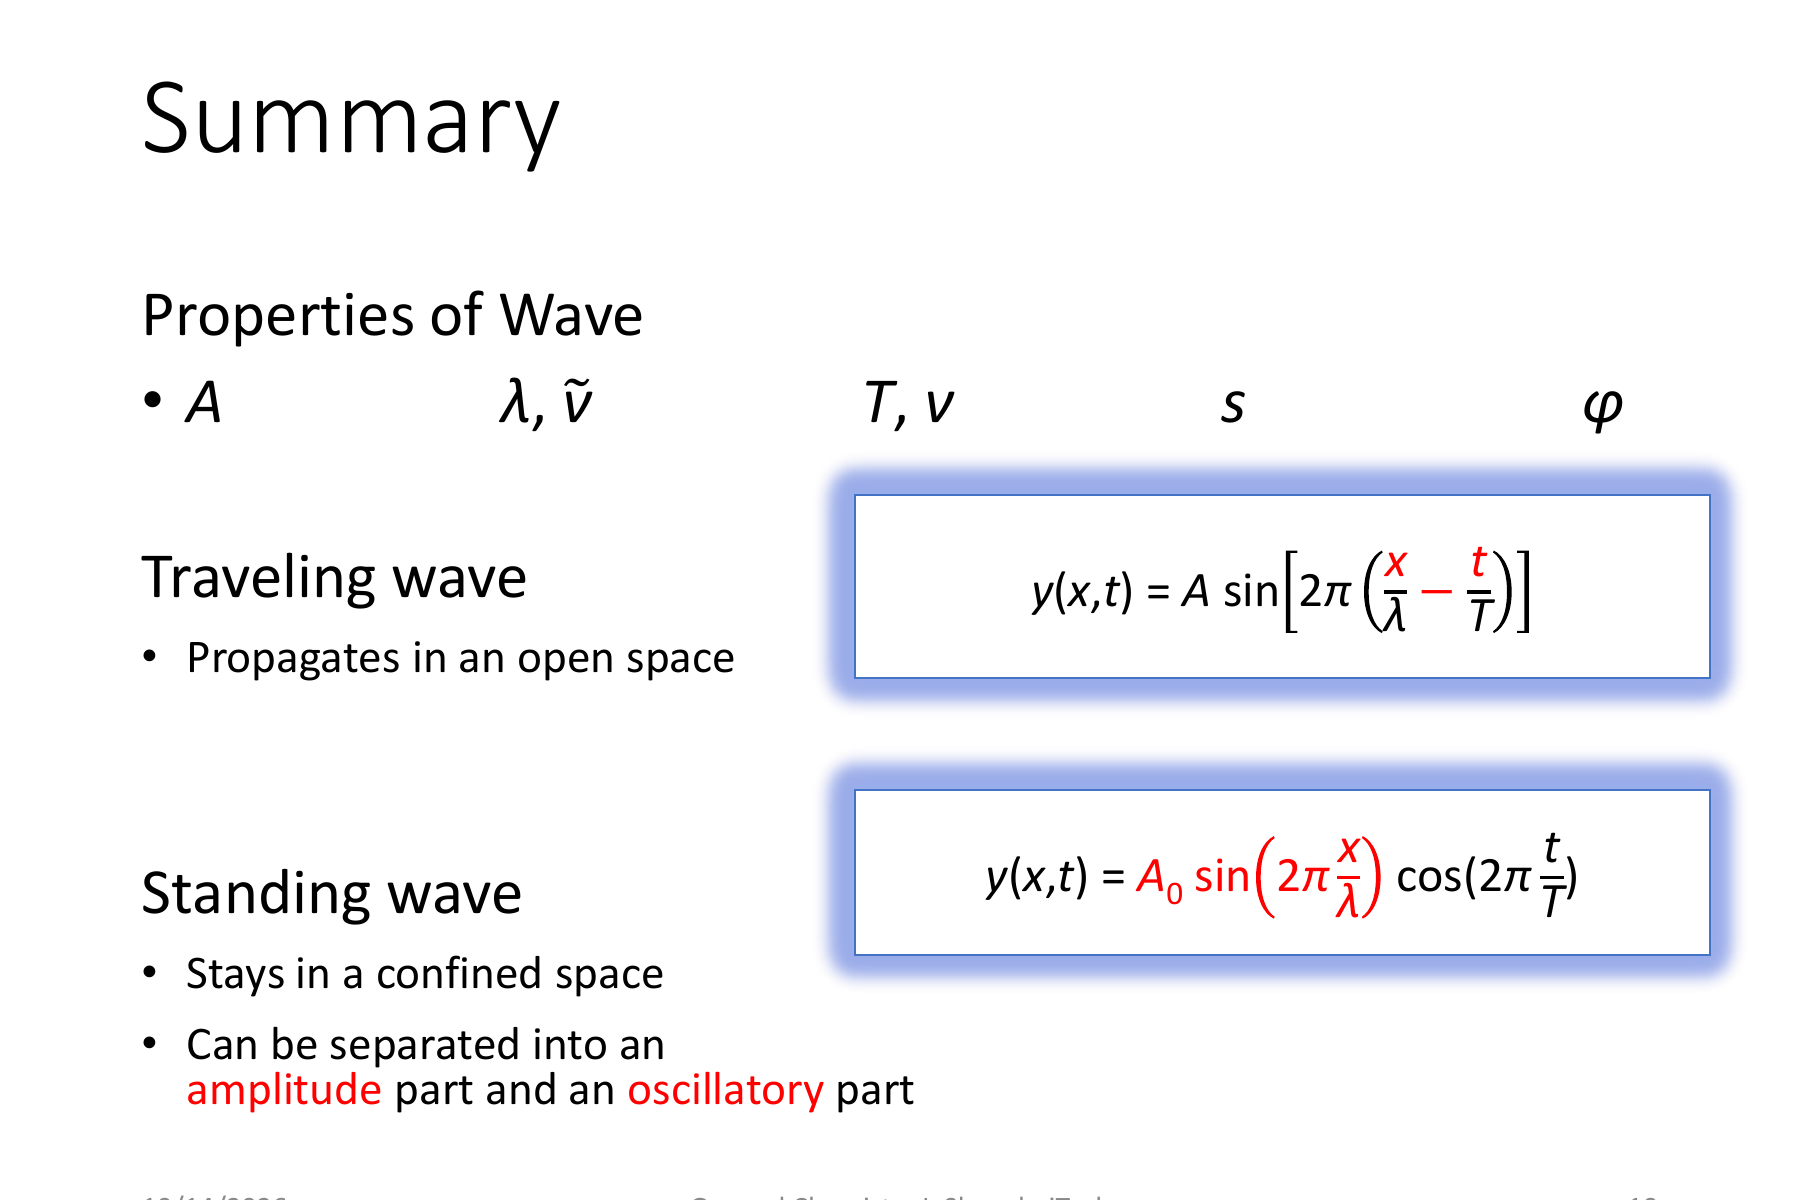 Summary
Properties of Wave
• A λ, ṽ T, ν s φ
Traveling wave
• Propagates in an open space
y(x,t) = A sin[2π (x/λ − t/T)]
Standing wave
y(x,t) = A₀ sin(2π x/λ) cos(2π t/T)
• Stays in a confined space
• Can be separated into an
amplitude part and an oscillatory part